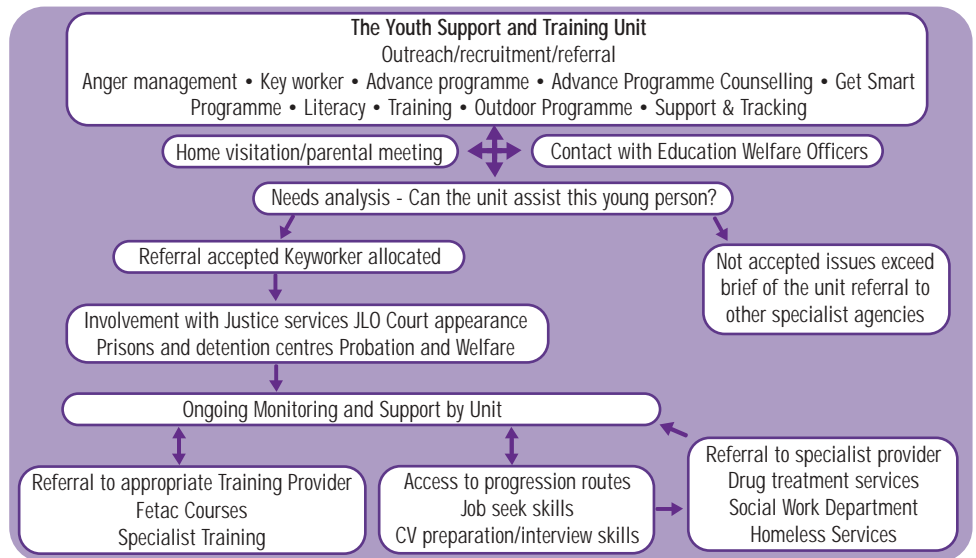 The Youth Support and Training Unit
Outreach/recruitment/referral
Anger management • Key worker • Advance programme • Advance Programme Counselling • Get Smart
Programme • Literacy • Training • Outdoor Programme • Support & Tracking
Home visitation/parental meeting
Contact with Education Welfare Officers
Needs analysis - Can the unit assist this young person?
Referral accepted Keyworker allocated
Not accepted issues exceed
brief of the unit referral to
other specialist agencies
Involvement with Justice services JLO Court appearance
Prisons and detention centres Probation and Welfare
Ongoing Monitoring and Support by Unit
Referral to appropriate Training Provider
Fetac Courses
Specialist Training
Access to progression routes
Job seek skills
CV preparation/interview skills
Referral to specialist provider
Drug treatment services
Social Work Department
Homeless Services